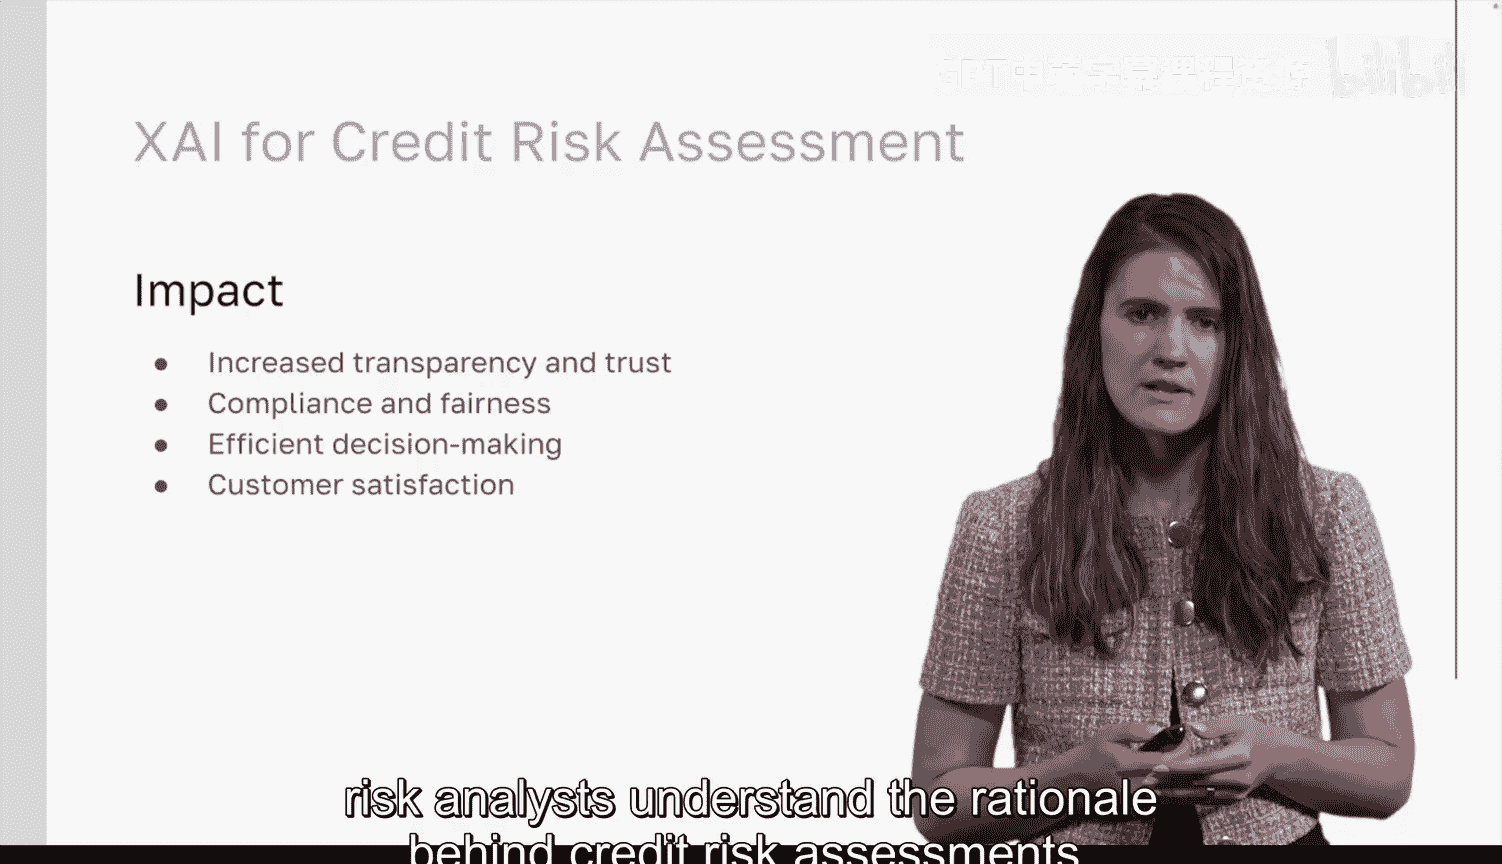 XAI for Credit Risk Assessment
Impact
● Increased transparency and trust
● Compliance and fairness
● Efficient decision-making
● Customer satisfaction
risk analysts understand the rationale
behind credit risk assessments